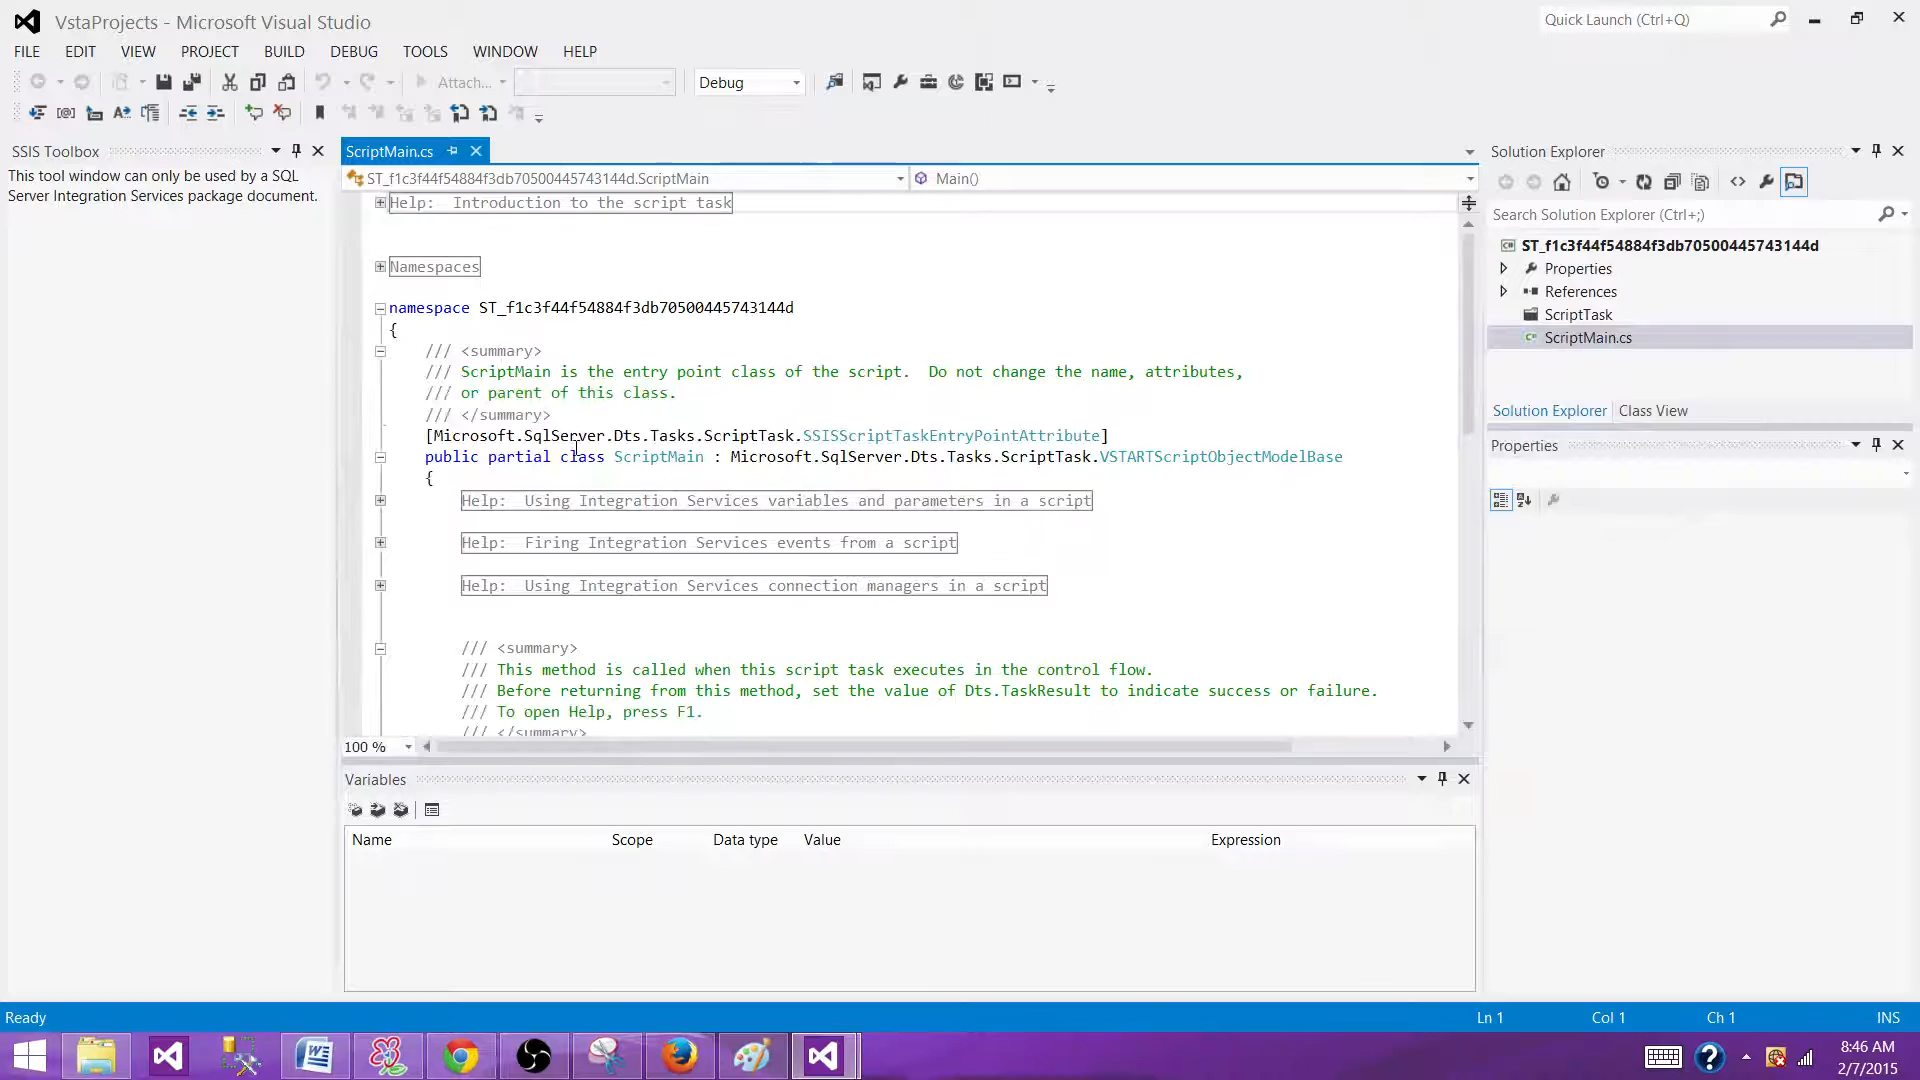 VstaProjects - Microsoft Visual Studio
Quick Launch (Ctrl+Q)
FILE EDIT VIEW PROJECT BUILD DEBUG TOOLS WINDOW HELP
Attach...
Debug
SSIS Toolbox
This tool window can only be used by a SQL
Server Integration Services package document.
ScriptMain.cs
ST_f1c3f44f54884f3db70500445743144d.ScriptMain
Main()
Help:  Introduction to the script task
Namespaces
namespace ST_f1c3f44f54884f3db70500445743144d
{
/// <summary>
/// ScriptMain is the entry point class of the script.  Do not change the name, attributes,
/// or parent of this class.
/// </summary>
[Microsoft.SqlServer.Dts.Tasks.ScriptTask.SSISScriptTaskEntryPointAttribute]
public partial class ScriptMain : Microsoft.SqlServer.Dts.Tasks.ScriptTask.VSTARTScriptObjectModelBase
{
Help:  Using Integration Services variables and parameters in a script
Help:  Firing Integration Services events from a script
Help:  Using Integration Services connection managers in a script
/// <summary>
/// This method is called when this script task executes in the control flow.
/// Before returning from this method, set the value of Dts.TaskResult to indicate success or failure.
/// To open Help, press F1.
/// </summary>
100 %
Variables
Name Scope Data type Value Expression
Solution Explorer
Search Solution Explorer (Ctrl+;)
ST_f1c3f44f54884f3db70500445743144d
Properties
References
ScriptTask
ScriptMain.cs
Solution Explorer Class View
Properties
Ready
Ln 1 Col 1 Ch 1 INS
8:46 AM
2/7/2015